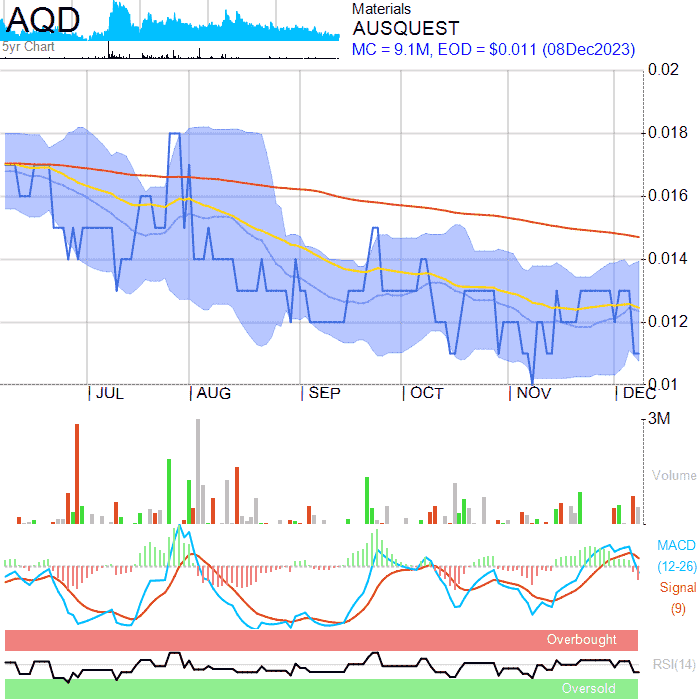 AQD
5yr Chart
Materials
AUSQUEST
MC = 9.1M, EOD = $0.011 (08Dec2023)
0.02
0.018
0.016
0.014
0.012
0.01
JUL AUG SEP OCT NOV DEC
3M
Volume
MACD
(12-26)
Signal
(9)
Overbought
RSI(14)
Oversold